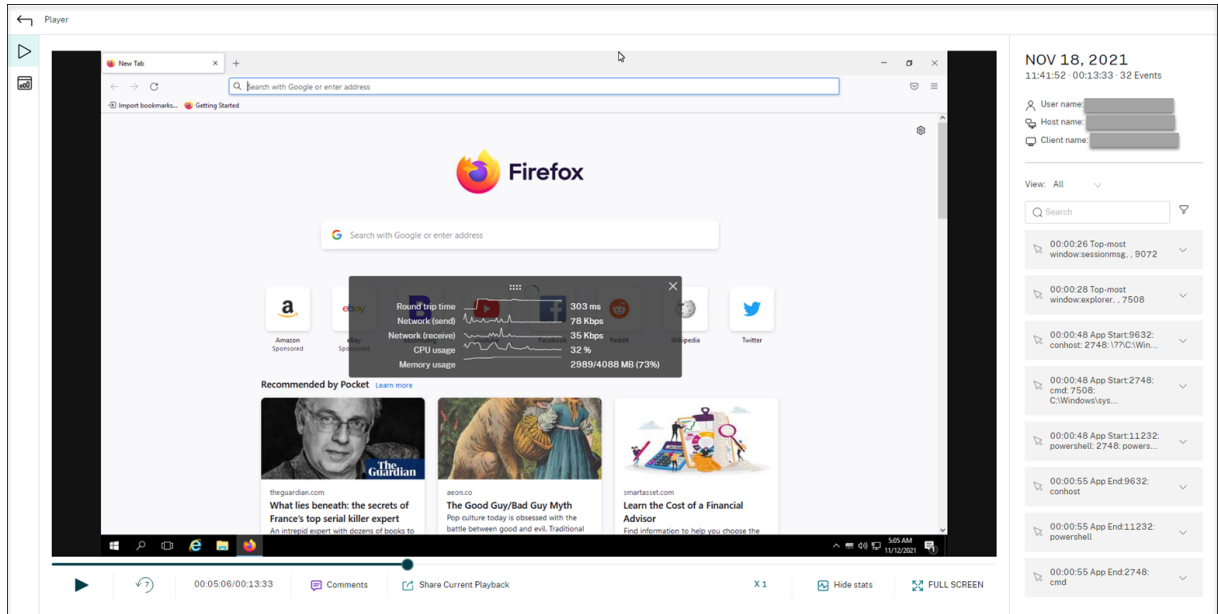 Player
New Tab
Search with Google or enter address
Import bookmarks... Getting Started
Firefox
Search with Google or enter address
Round trip time 303 ms
Network (send) 78 Kbps
Network (receive) 35 Kbps
CPU usage 32 %
Memory usage 2989/4088 MB (73%)
Amazon
Sponsored
ebay
eBay
Sponsored
Facebook
Reddit
Wikipedia
Twitter
Recommended by Pocket Learn more
The
Guardian
theguardian.com
What lies beneath: the secrets of
France's top serial killer expert
An intrepid expert with dozens of books to
aeon.co
The Good Guy/Bad Guy Myth
Pop culture today is obsessed with the
battle between good and evil. Traditional
smartasset.com
Learn the Cost of a Financial
Advisor
Find information to help you choose the
5:05 AM
11/12/2021
00:05:06/00:13:33
Comments
Share Current Playback
X 1
Hide stats
FULL SCREEN
NOV 18, 2021
11:41:52 · 00:13:33 · 32 Events
User name:
Host name:
Client name:
View: All
Search
00:00:26 Top-most
window:sessionmsg, , 9072
00:00:28 Top-most
window:explorer, , 7508
00:00:48 App Start:9632:
conhost: 2748: \??\C:\Win...
00:00:48 App Start:2748:
cmd: 7508:
C:\Windows\sys...
00:00:48 App Start:11232:
powershell: 2748: powers...
00:00:55 App End:9632:
conhost
00:00:55 App End:11232:
powershell
00:00:55 App End:2748:
cmd